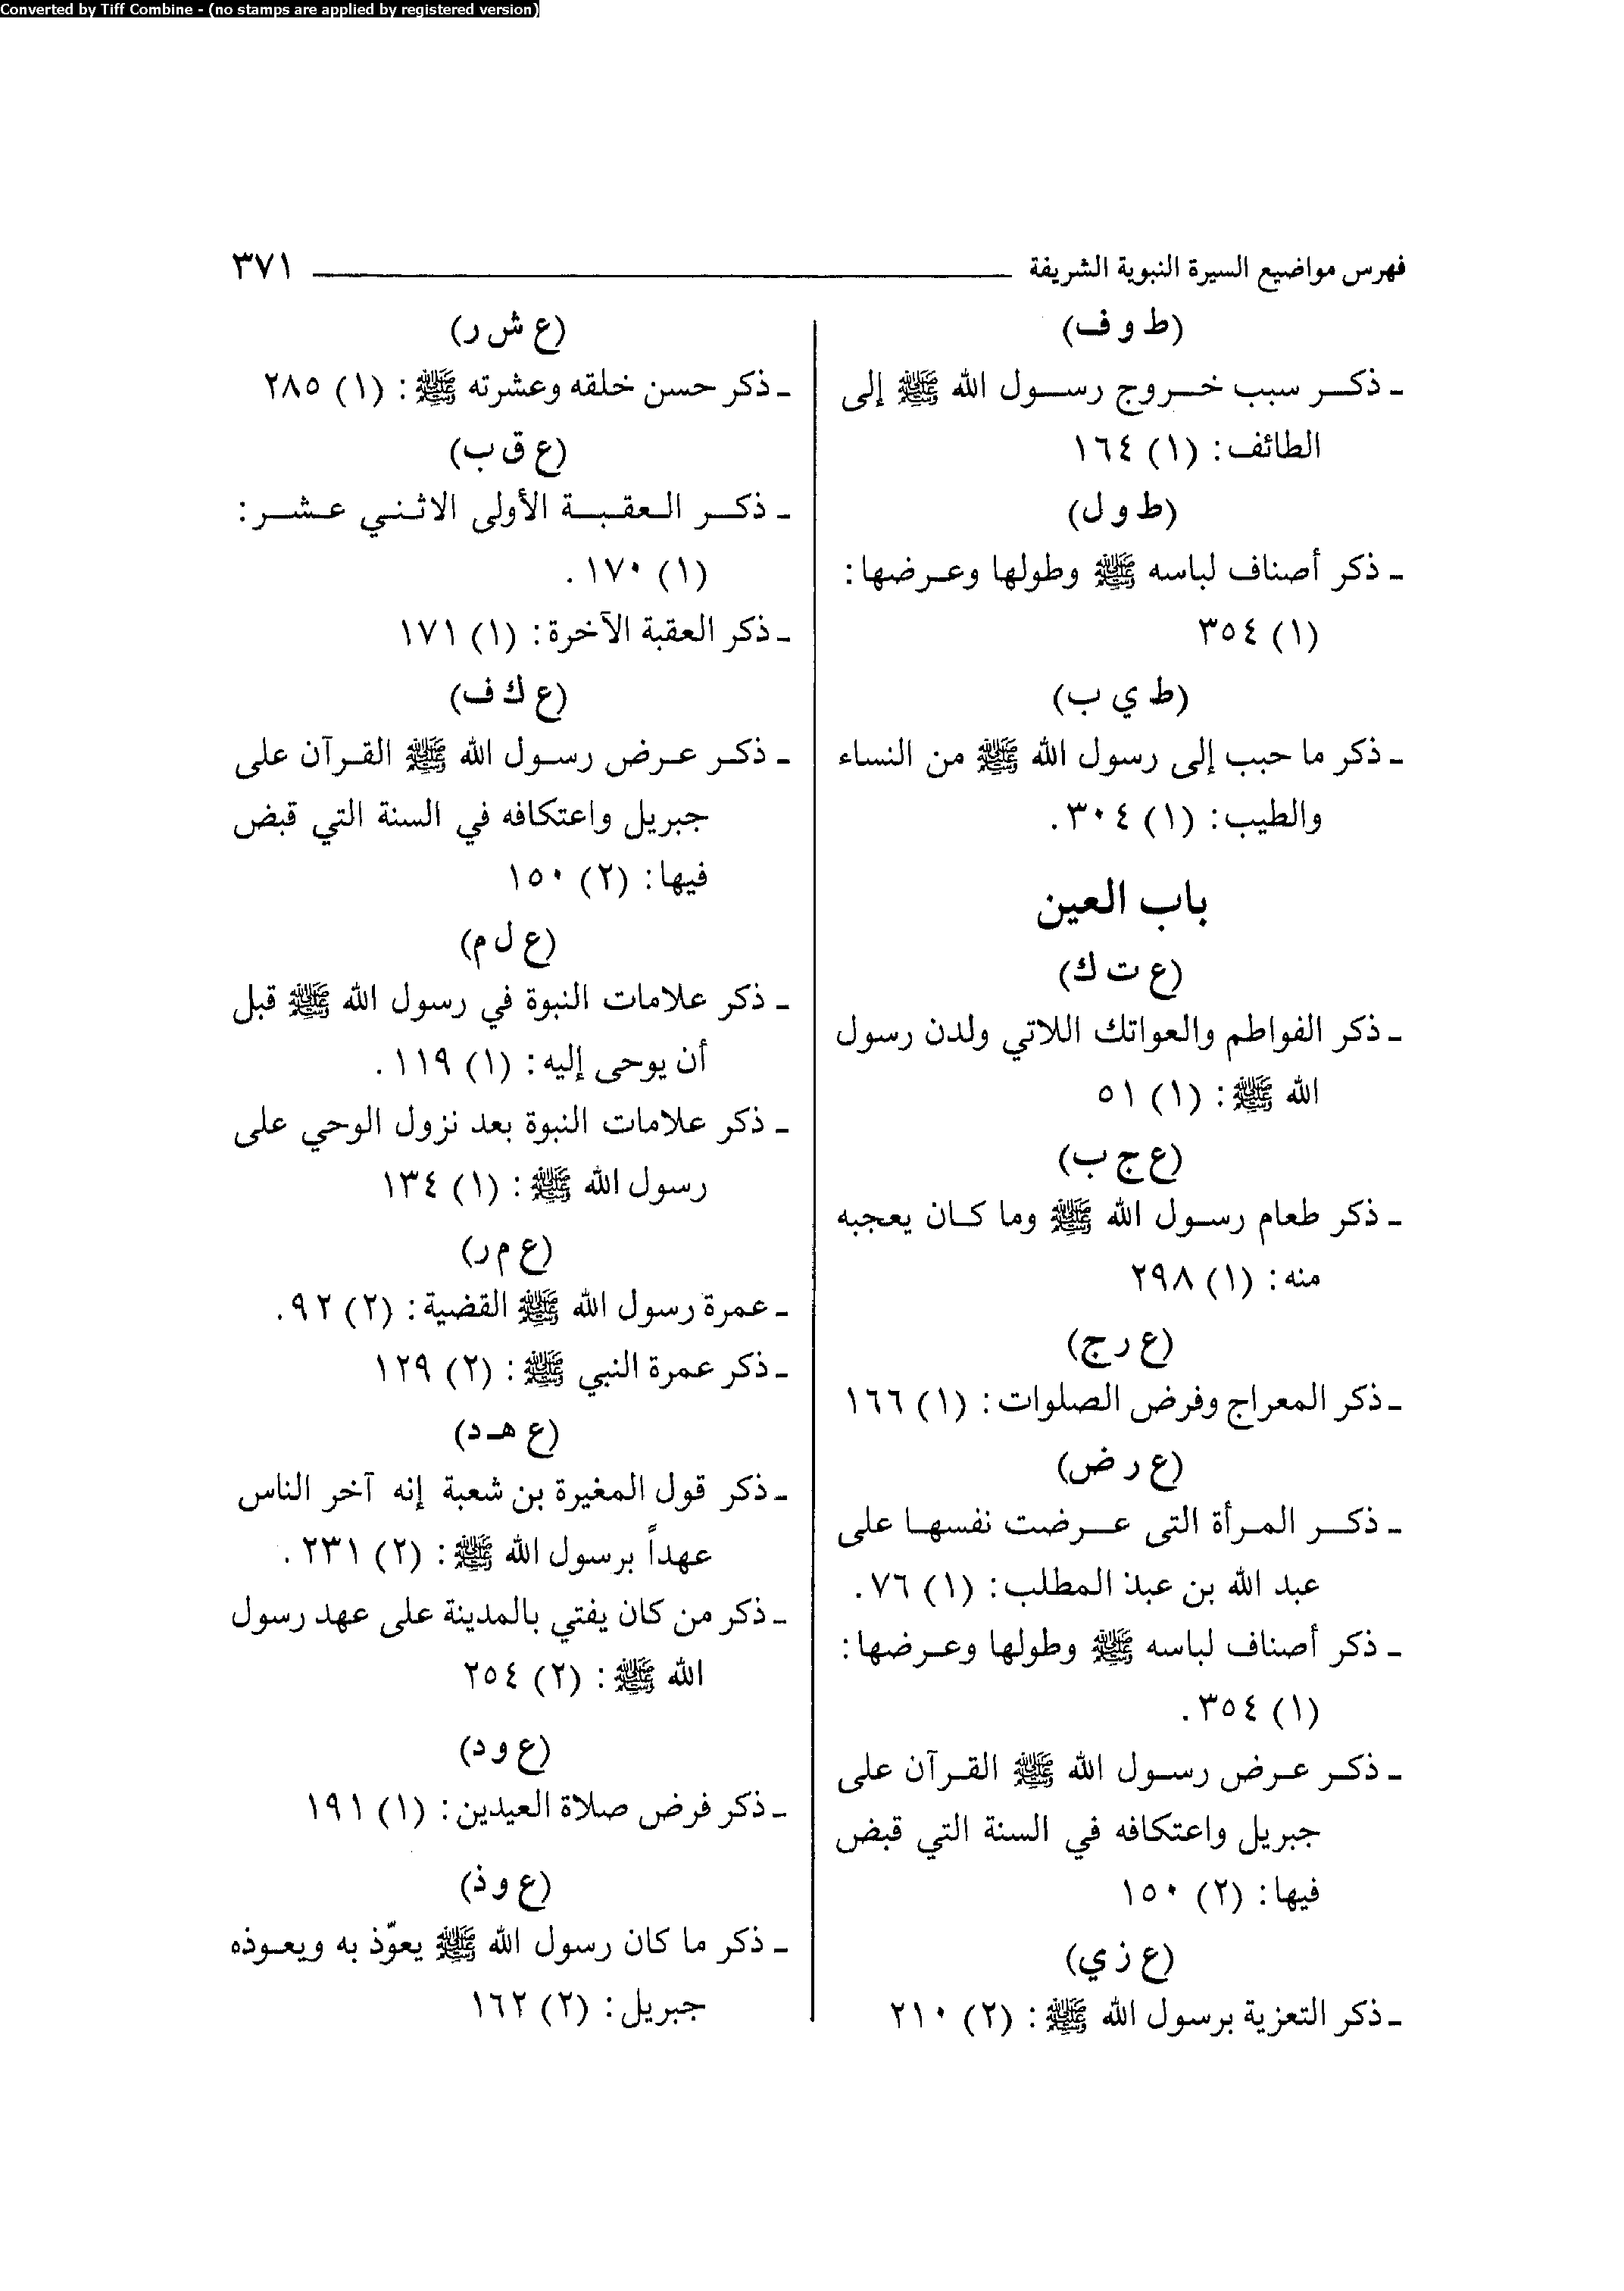 Converted by Tiff Combine - (no stamps are applied by registered version)
فهرس مواضيع السيرة النبوية الشريفة ٣٧١
(ط و ف)
ـ ذكر سبب خروج رسول الله ﷺ إلى
الطائف: (١) ١٦٤
(ط و ل)
ـ ذكر أصناف لباسه ﷺ وطولها وعرضها:
(١) ٣٥٤
(ط ي ب)
ـ ذكر ما حبب إلى رسول الله ﷺ من النساء
والطيب: (١) ٣٠٤.
باب العين
(ع ت ك)
ـ ذكر الفواطم والعواتك اللاتي ولدن رسول
الله ﷺ: (١) ٥١
(ع ج ب)
ـ ذكر طعام رسول الله ﷺ وما كان يعجبه
منه: (١) ٢٩٨
(ع ر ج)
ـ ذكر المعراج وفرض الصلوات: (١) ١٦٦
(ع ر ض)
ـ ذكر المرأة التى عرضت نفسها على
عبد الله بن عبد المطلب: (١) ٧٦.
ـ ذكر أصناف لباسه ﷺ وطولها وعرضها:
(١) ٣٥٤.
ـ ذكر عرض رسول الله ﷺ القرآن على
جبريل واعتكافه في السنة التي قبض
فيها: (٢) ١٥٠
(ع ز ي)
ـ ذكر التعزية برسول الله ﷺ: (٢) ٢١٠
(ع ش ر)
ـ ذكر حسن خلقه وعشرته ﷺ: (١) ٢٨٥
(ع ق ب)
ـ ذكر العقبة الأولى الاثني عشر:
(١) ١٧٠.
ـ ذكر العقبة الآخرة: (١) ١٧١
(ع ك ف)
ـ ذكر عرض رسول الله ﷺ القرآن على
جبريل واعتكافه في السنة التي قبض
فيها: (٢) ١٥٠
(ع ل م)
ـ ذكر علامات النبوة في رسول الله ﷺ قبل
أن يوحى إليه: (١) ١١٩.
ـ ذكر علامات النبوة بعد نزول الوحي على
رسول الله ﷺ: (١) ١٣٤
(ع م ر)
ـ عمرة رسول الله ﷺ القضية: (٢) ٩٢.
ـ ذكر عمرة النبي ﷺ: (٢) ١٢٩
(ع هـ د)
ـ ذكر قول المغيرة بن شعبة إنه آخر الناس
عهداً برسول الله ﷺ: (٢) ٢٣١.
ـ ذكر من كان يفتي بالمدينة على عهد رسول
الله ﷺ: (٢) ٢٥٤
(ع و د)
ـ ذكر فرض صلاة العيدين: (١) ١٩١
(ع و ذ)
ـ ذكر ما كان رسول الله ﷺ يعوّذ به ويعوذه
جبريل: (٢) ١٦٢